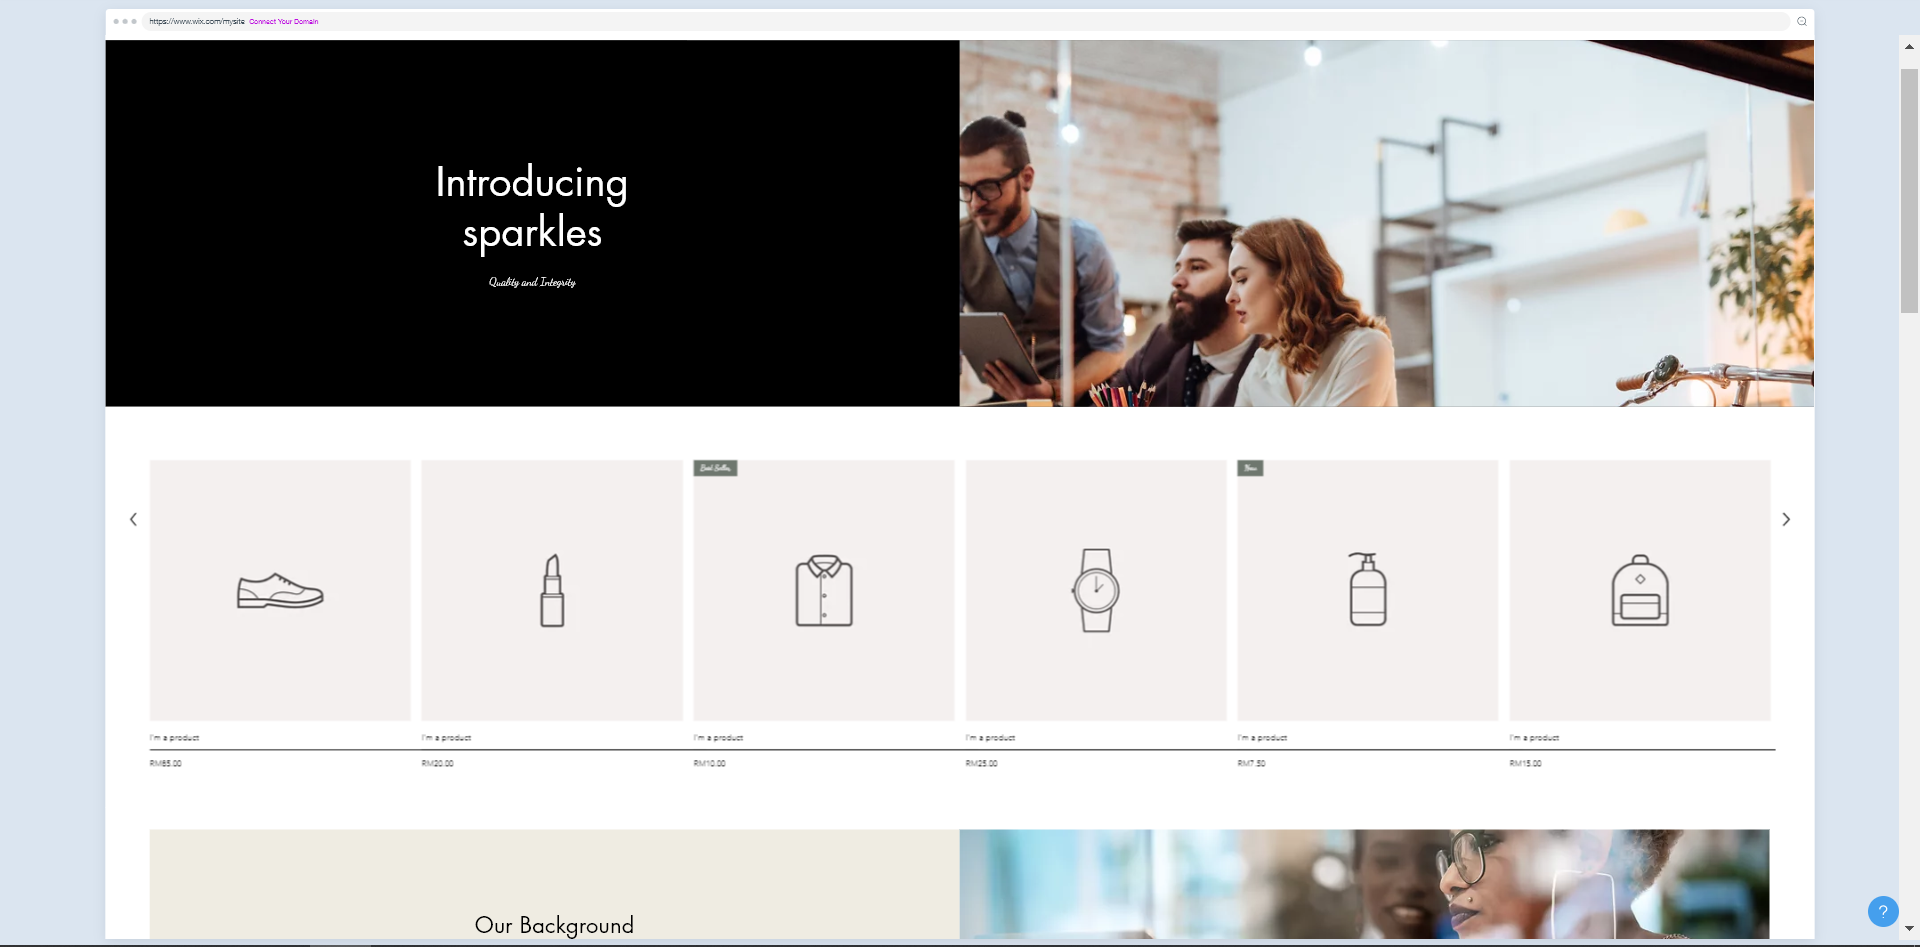 https://www.wix.com/mysite Connect Your Domain
Introducing
sparkles
Quality and Integrity
Best Seller
New
I'm a product I'm a product I'm a product I'm a product I'm a product I'm a product
RM85.00 RM20.00 RM10.00 RM25.00 RM7.50 RM15.00
Our Background
?